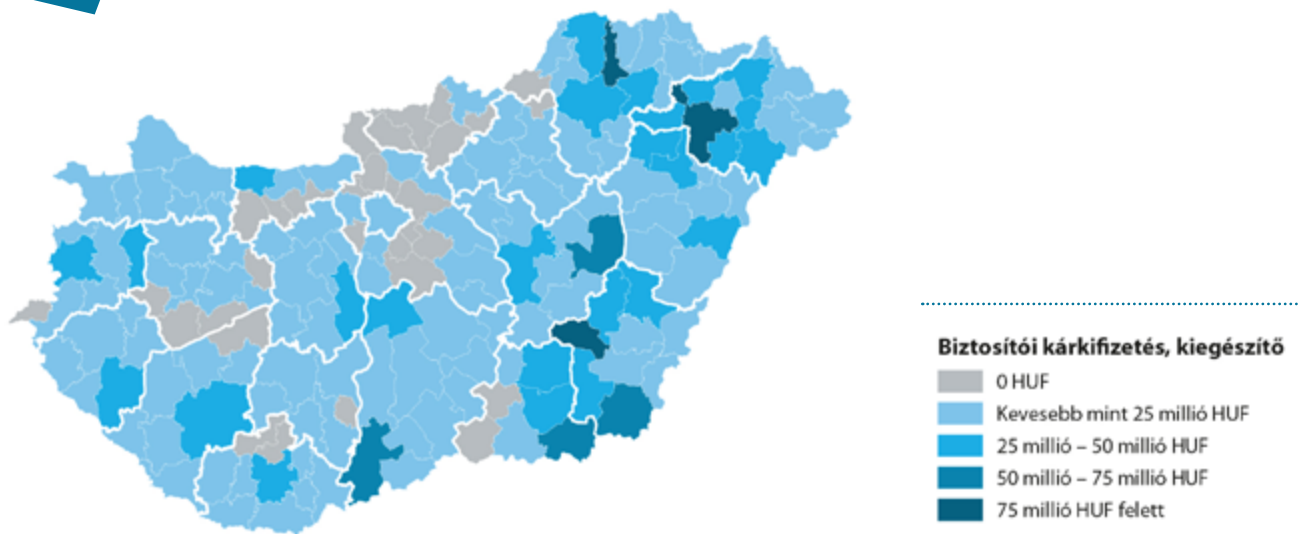 Biztosítói kárkifizetés, kiegészítő
0 HUF
Kevesebb mint 25 millió HUF
25 millió – 50 millió HUF
50 millió – 75 millió HUF
75 millió HUF felett